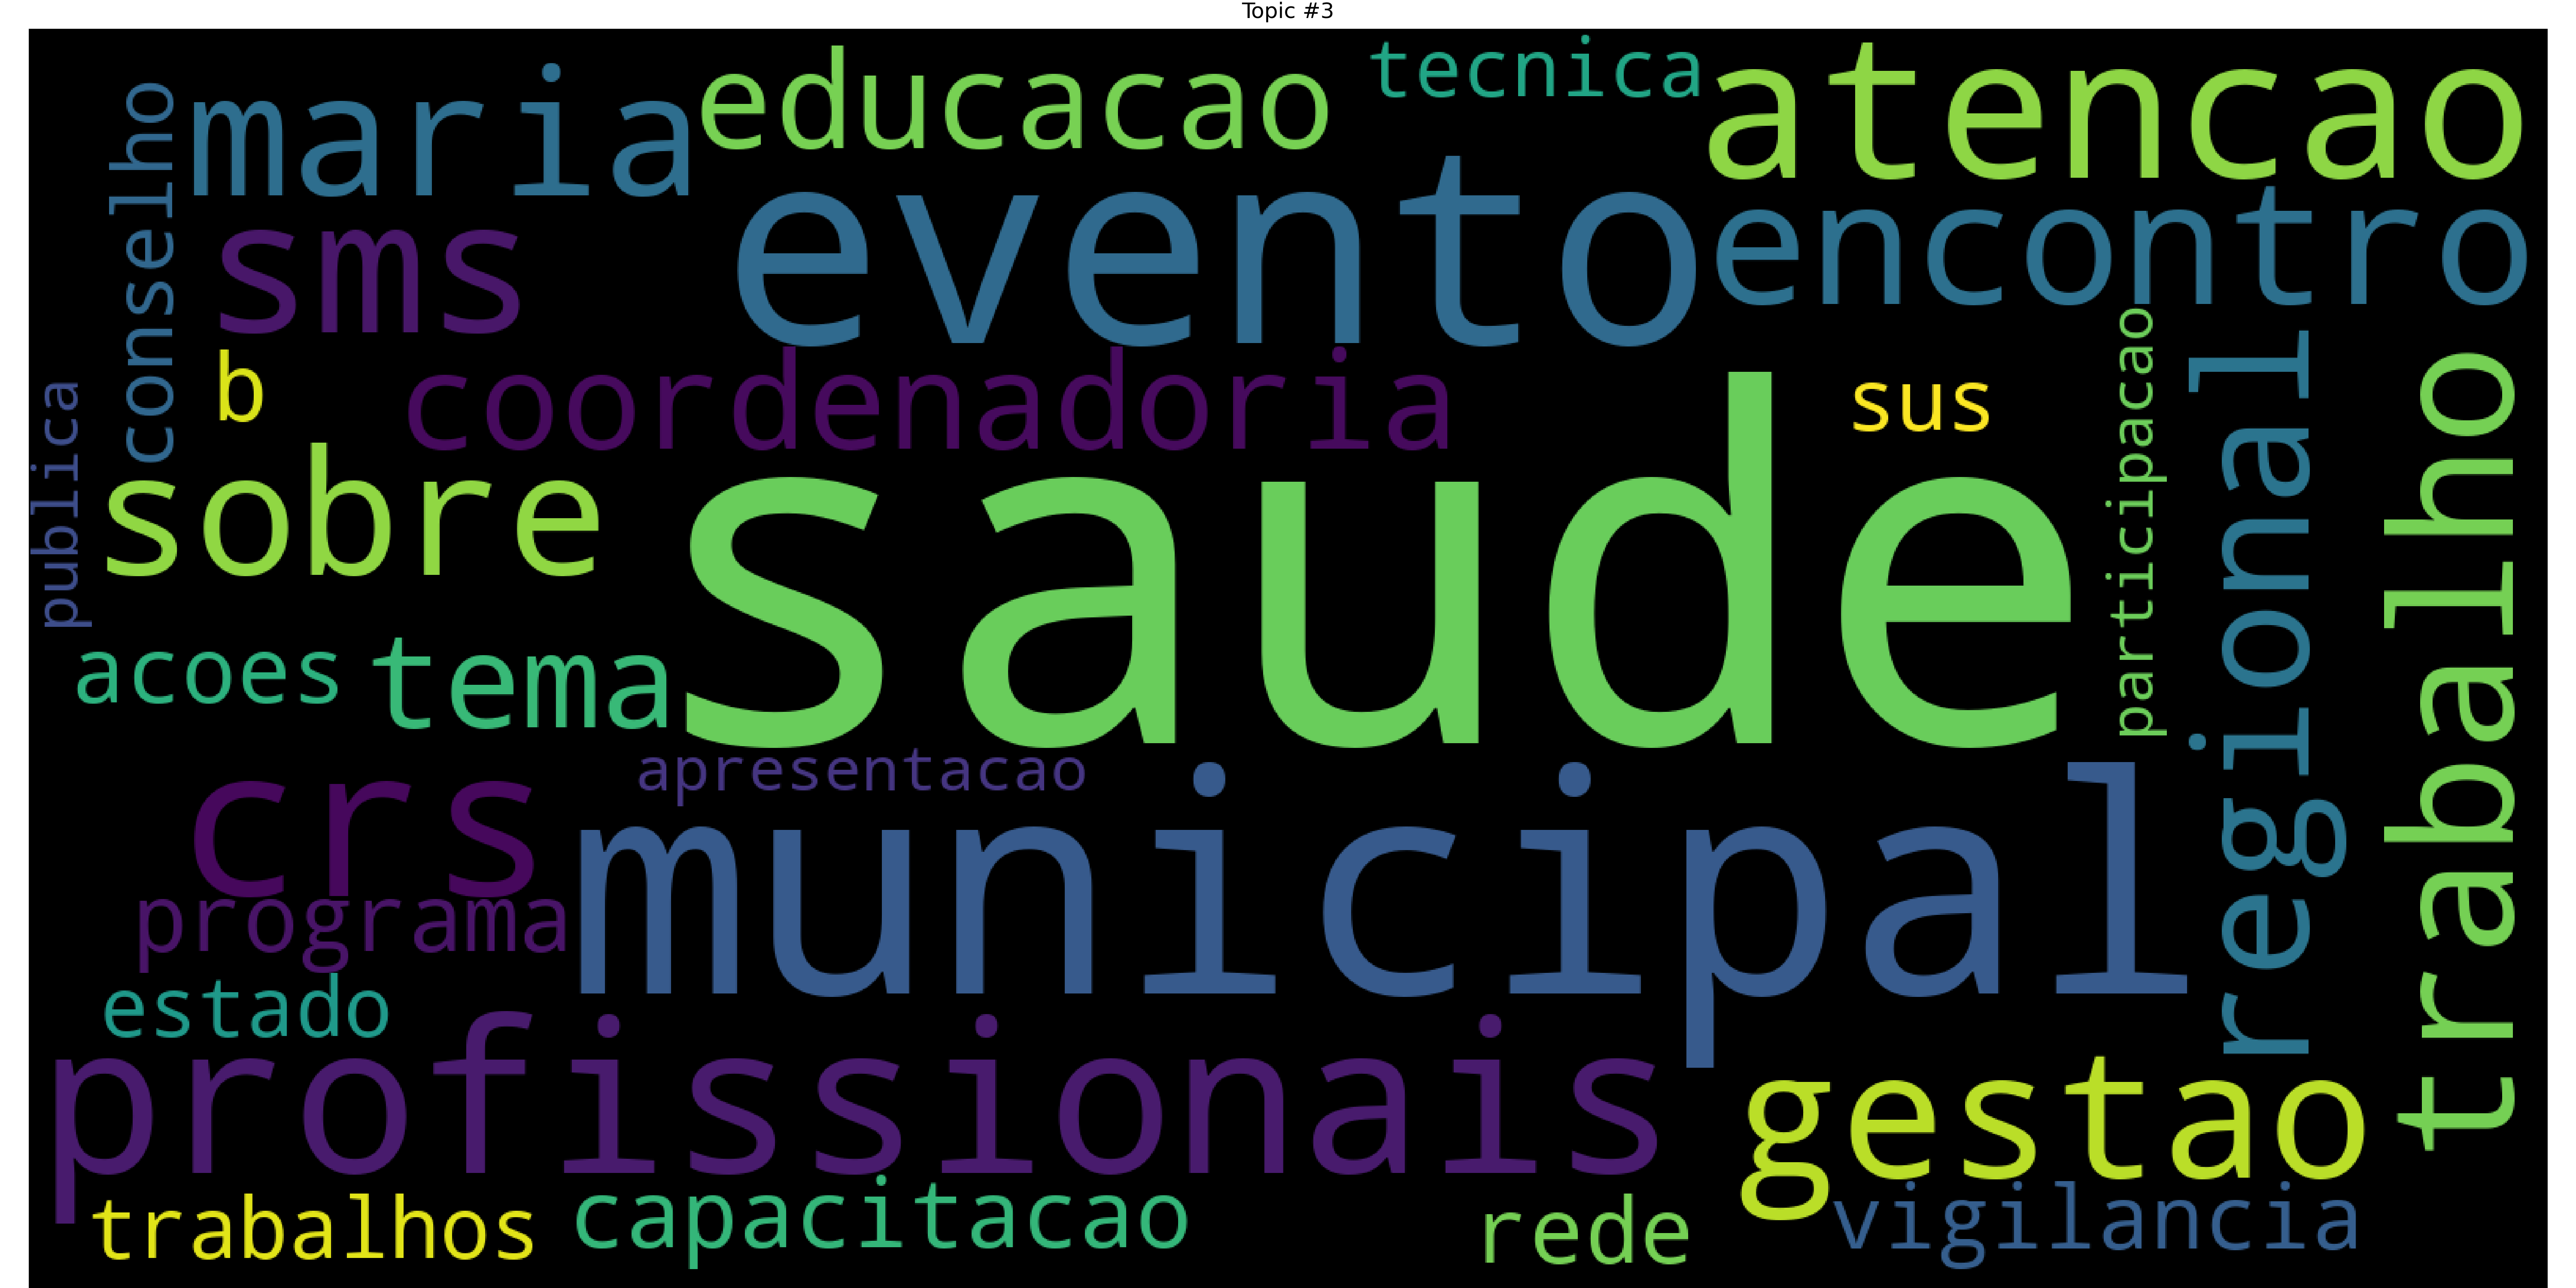 Topic #3
tecnica
educacao
atencao
maria
conselho
evento
encontro
sms
coordenadoria
b
sus
publica
participacao
regional
trabalho
sobre
saude
acoes
tema
apresentacao
crs
municipal
programa
estado
profissionais
gestao
trabalhos
capacitacao
rede
vigilancia